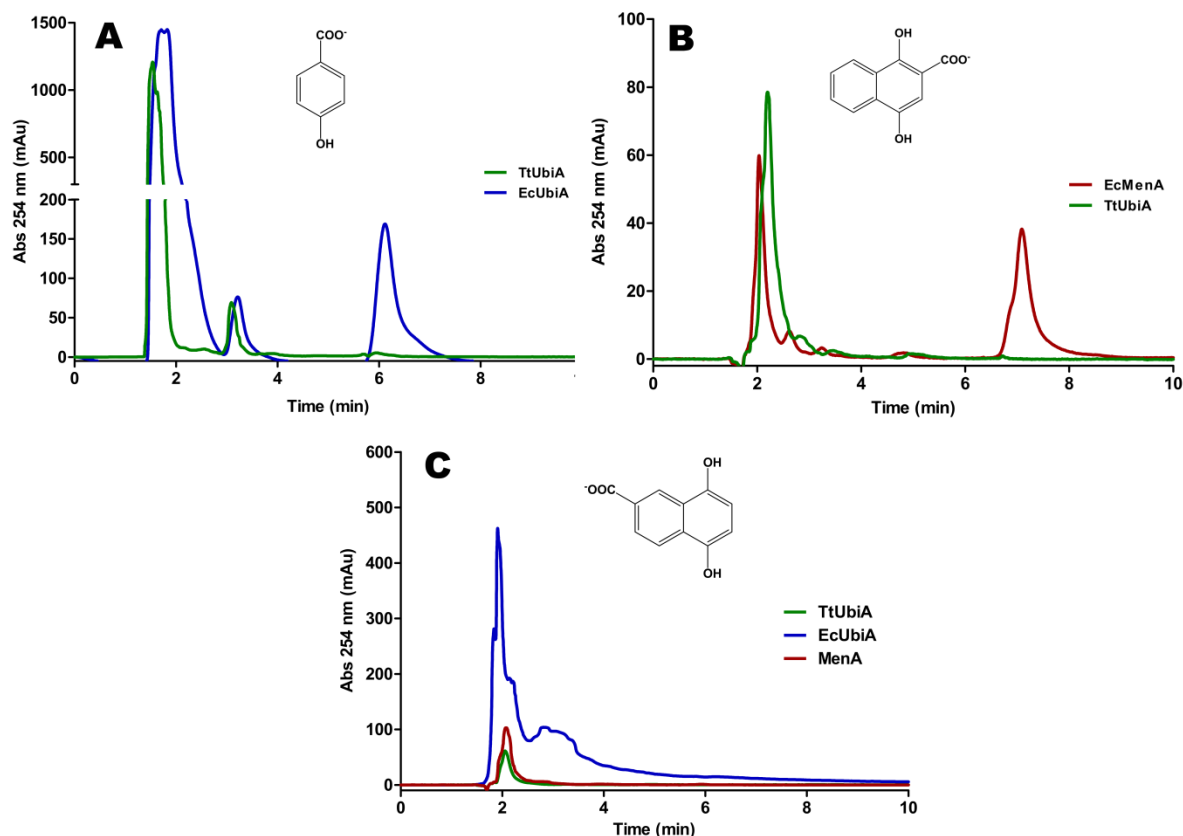 A
COO-
OH
TtUbiA
EcUbiA
1500
1000
500
200
150
100
50
0
Abs 254 nm (mAu)
0 2 4 6 8
Time (min)
B
OH
COO-
OH
EcMenA
TtUbiA
100
80
60
40
20
0
Abs 254 nm (mAu)
0 2 4 6 8 10
Time (min)
C
OH
-OOC
OH
TtUbiA
EcUbiA
MenA
600
500
400
300
200
100
0
Abs 254 nm (mAu)
0 2 4 6 8 10
Time (min)